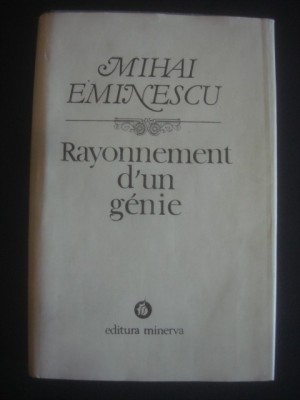 MIHAI
EMINESCU
Rayonnement
d'un
génie
editura minerva